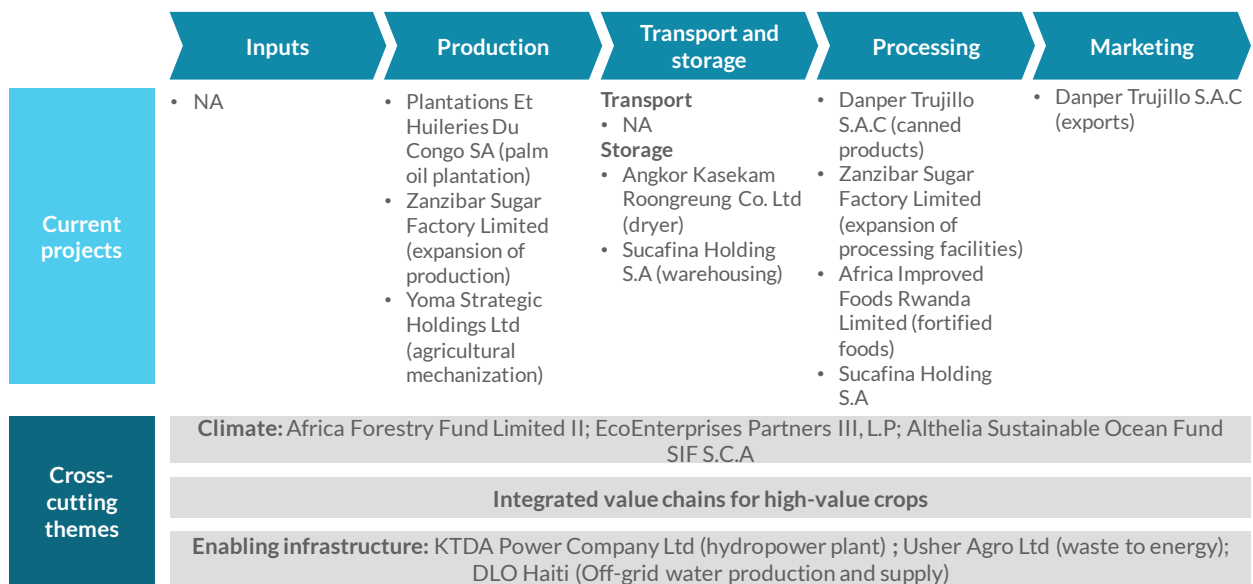 Inputs
Production
Transport and
storage
Processing
Marketing
Current
projects
• NA
• Plantations Et
Huileries Du
Congo SA (palm
oil plantation)
• Zanzibar Sugar
Factory Limited
(expansion of
production)
• Yoma Strategic
Holdings Ltd
(agricultural
mechanization)
Transport
• NA
Storage
• Angkor Kasekam
Roongreung Co. Ltd
(dryer)
• Sucafina Holding
S.A (warehousing)
• Danper Trujillo
S.A.C (canned
products)
• Zanzibar Sugar
Factory Limited
(expansion of
processing facilities)
• Africa Improved
Foods Rwanda
Limited (fortified
foods)
• Sucafina Holding
S.A
• Danper Trujillo S.A.C
(exports)
Cross-
cutting
themes
Climate: Africa Forestry Fund Limited II; EcoEnterprises Partners III, L.P; Althelia Sustainable Ocean Fund
SIF S.C.A
Integrated value chains for high-value crops
Enabling infrastructure: KTDA Power Company Ltd (hydropower plant) ; Usher Agro Ltd (waste to energy);
DLO Haiti (Off-grid water production and supply)